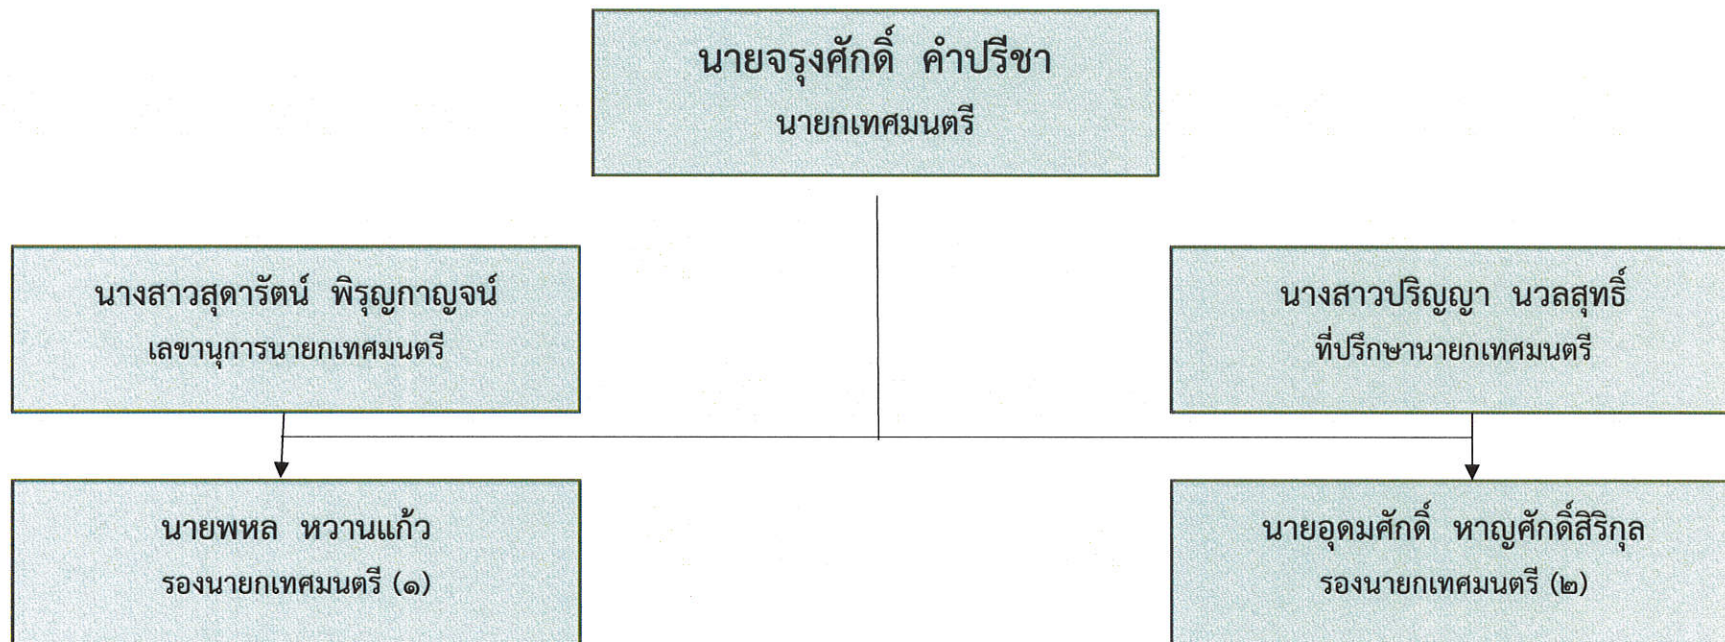 นายจรุงศักดิ์ คำปรีชา
นายกเทศมนตรี
นางสาวสุดารัตน์ พิรุญกาญจน์
เลขานุการนายกเทศมนตรี
นางสาวปริญญา นวลสุทธิ์
ที่ปรึกษานายกเทศมนตรี
นายพหล หวานแก้ว
รองนายกเทศมนตรี (๑)
นายอุดมศักดิ์ หาญศักดิ์สิริกุล
รองนายกเทศมนตรี (๒)